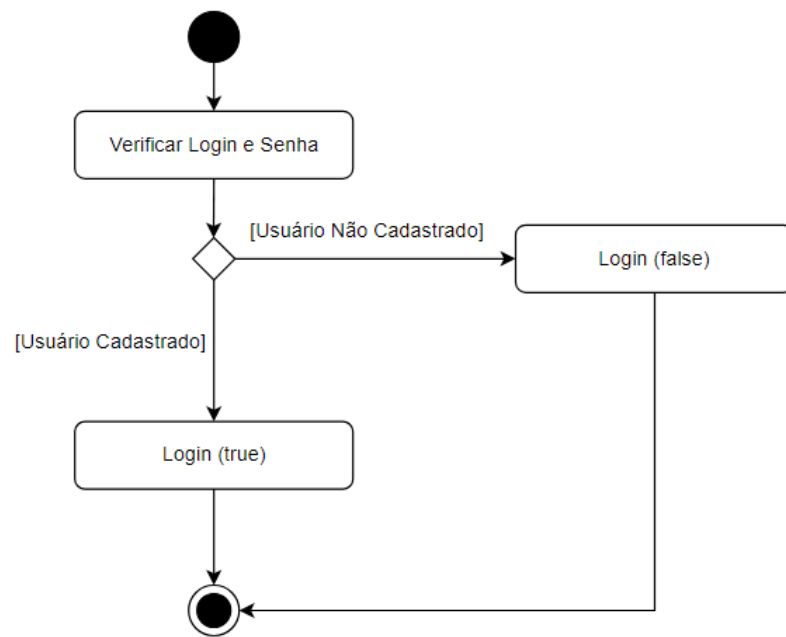 Verificar Login e Senha
[Usuário Não Cadastrado]
Login (false)
[Usuário Cadastrado]
Login (true)